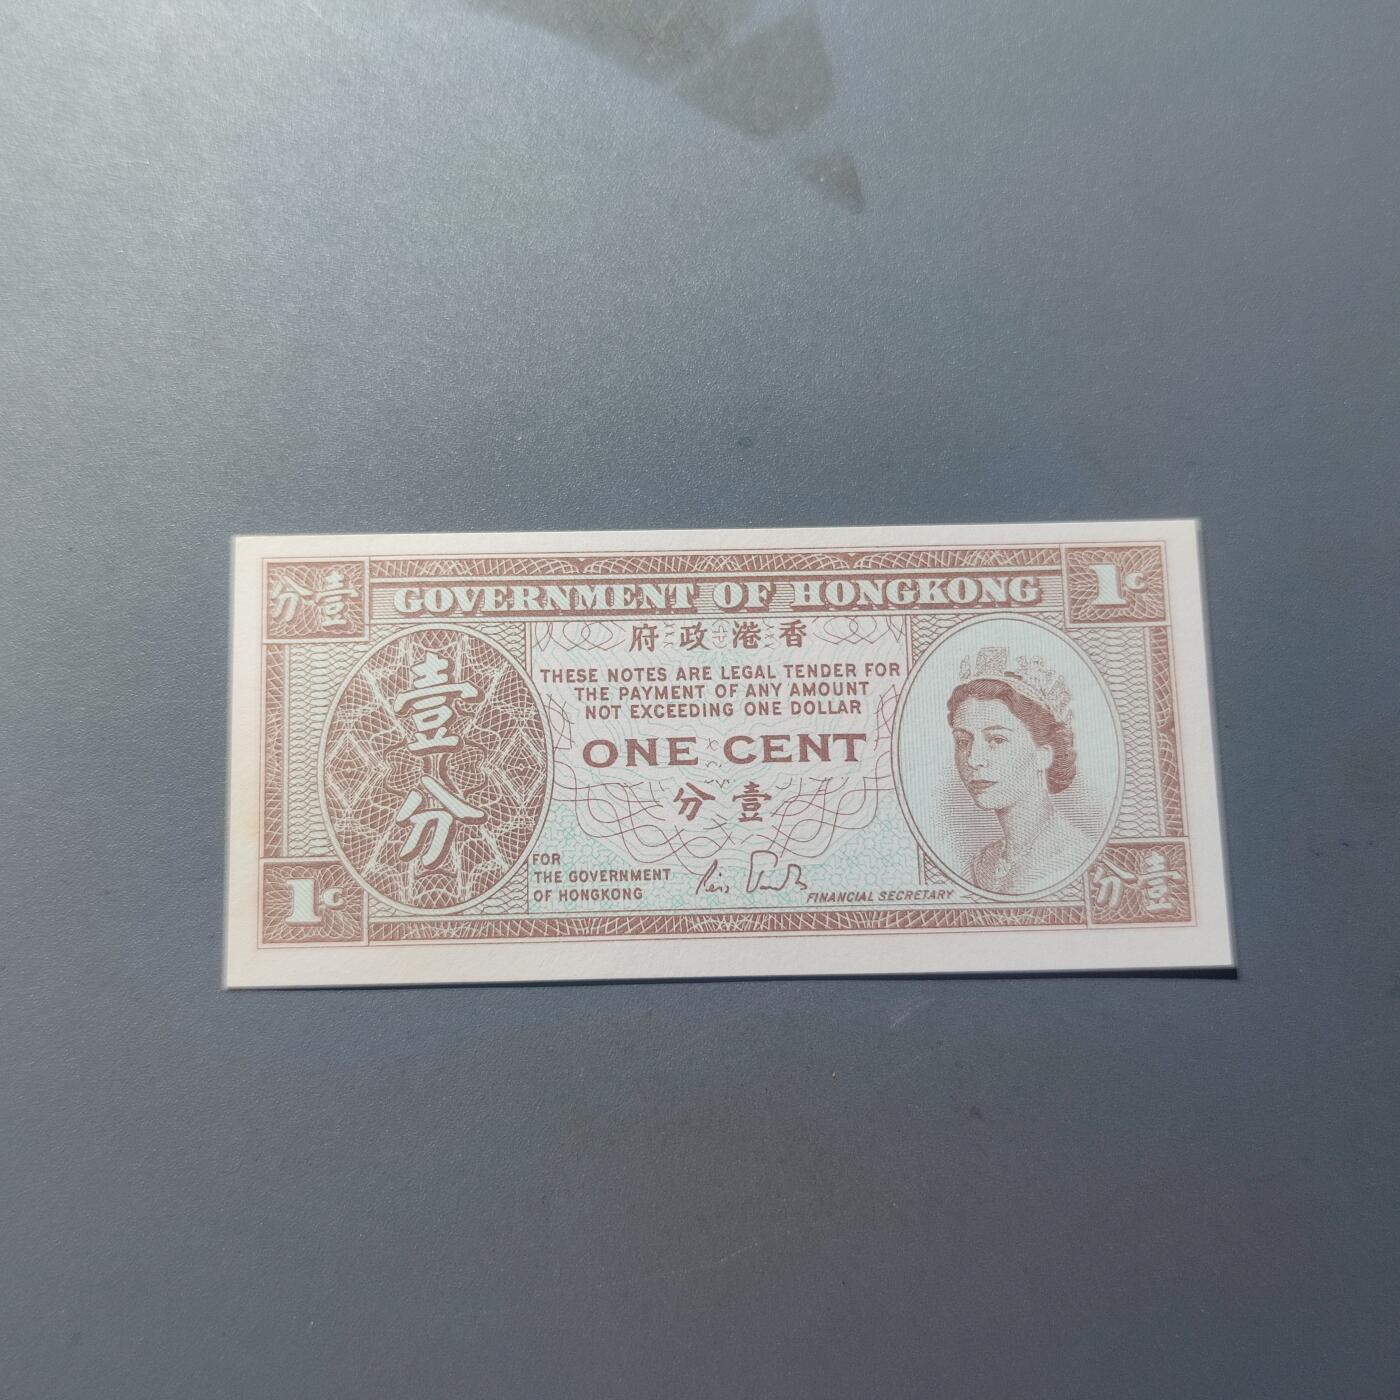 分壹
GOVERNMENT OF HONGKONG
1c
府政港香
THESE NOTES ARE LEGAL TENDER FOR
THE PAYMENT OF ANY AMOUNT
NOT EXCEEDING ONE DOLLAR
壹分
ONE CENT
分壹
FOR
THE GOVERNMENT
OF HONGKONG
FINANCIAL SECRETARY
1c
分壹